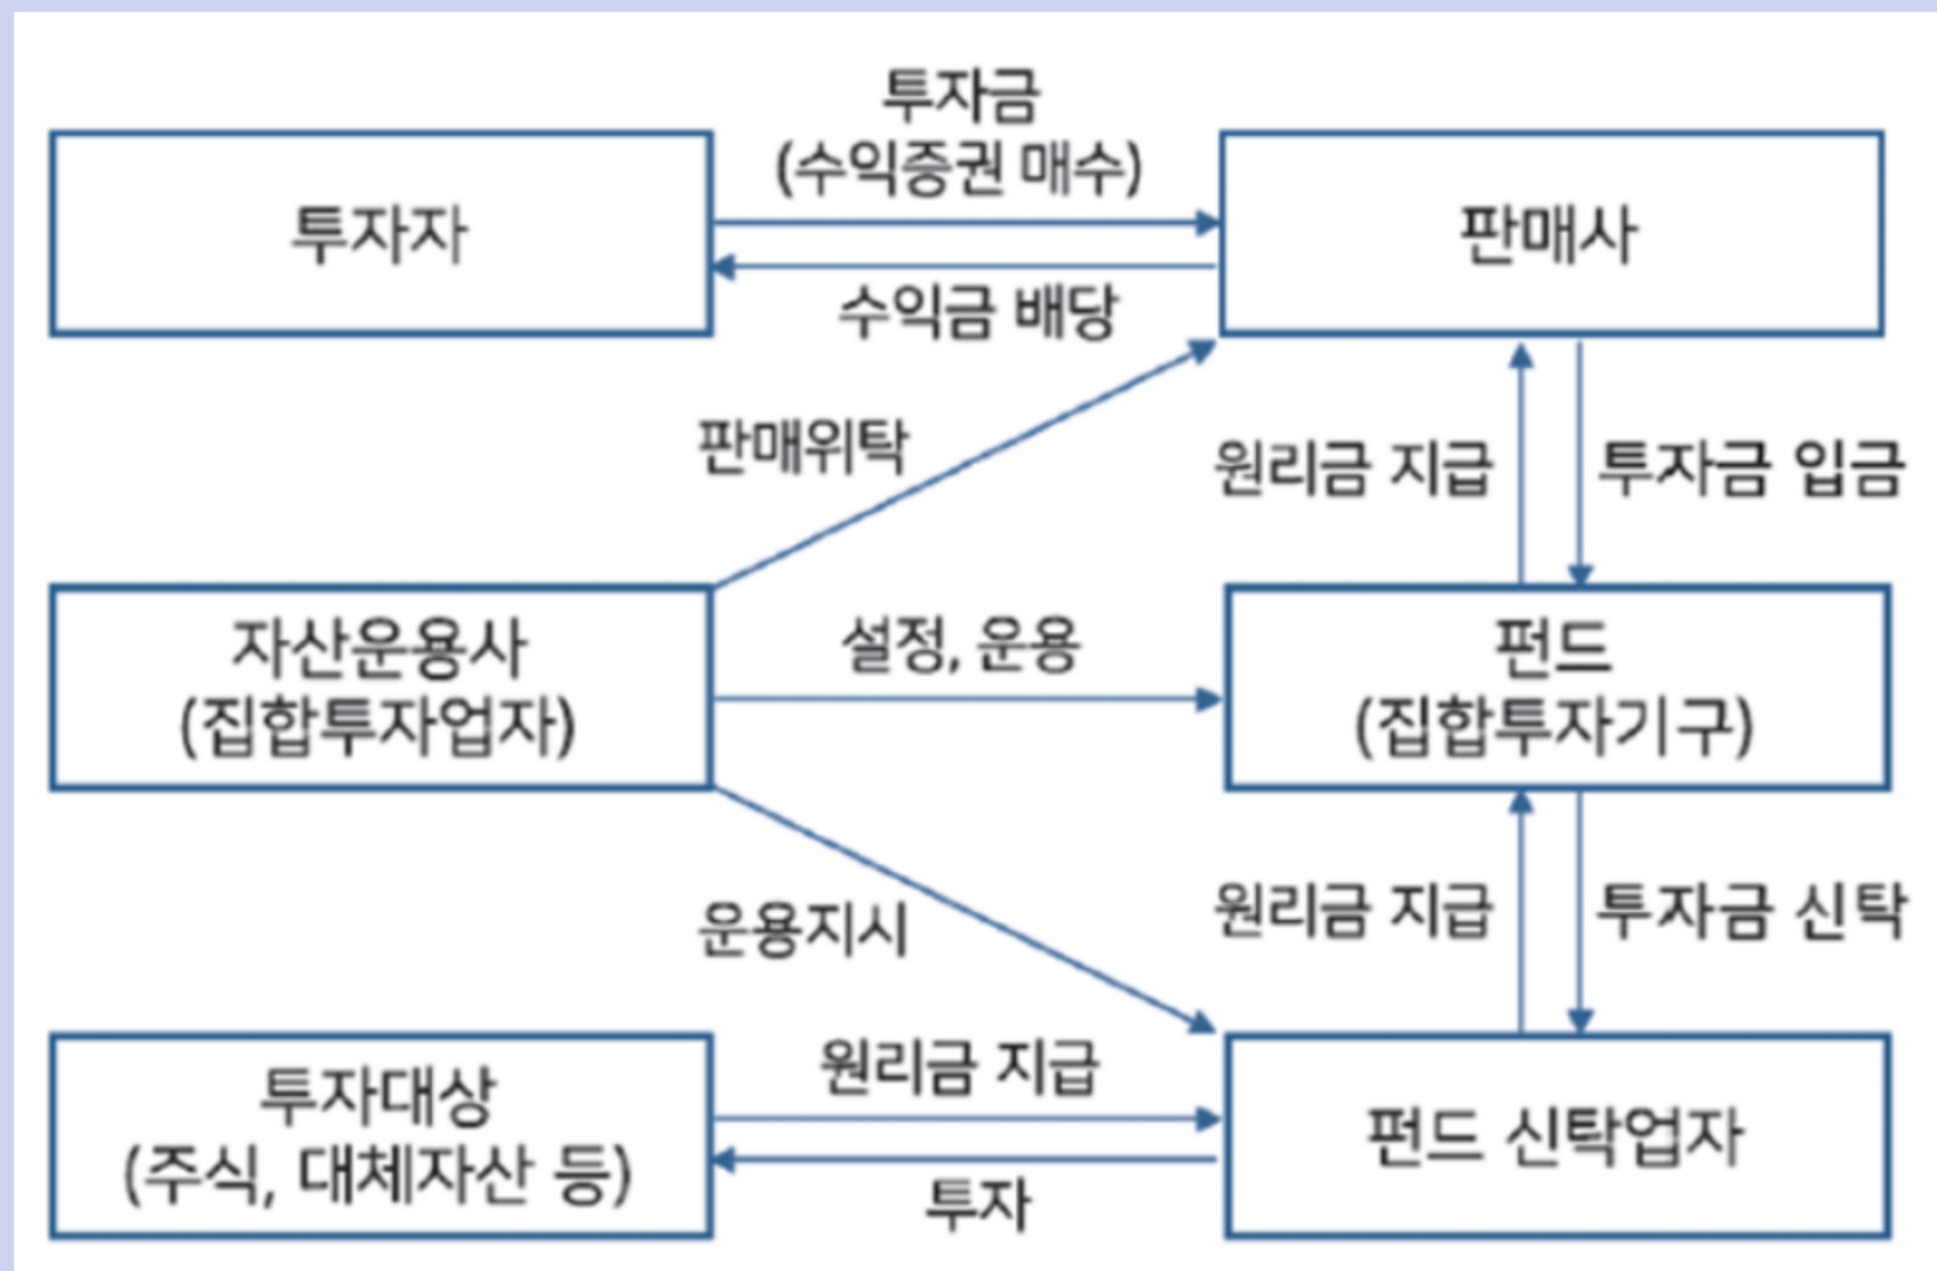 투자금
(수익증권 매수)
투자자
판매사
수익금 배당
판매위탁
원리금 지급
투자금 입금
자산운용사
(집합투자업자)
설정, 운용
펀드
(집합투자기구)
운용지시
원리금 지급
투자금 신탁
투자대상
(주식, 대체자산 등)
원리금 지급
펀드 신탁업자
투자